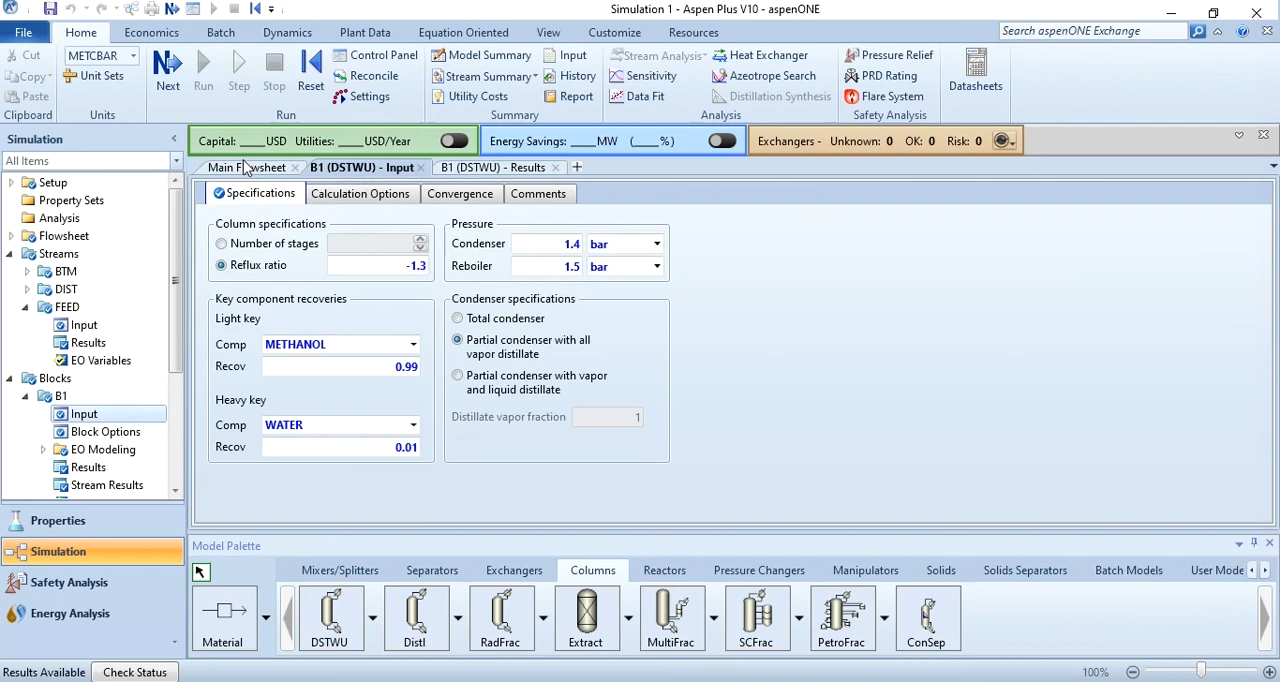 Simulation 1 - Aspen Plus V10 - aspenONE
File Home Economics Batch Dynamics Plant Data Equation Oriented View Customize Resources Search aspenONE Exchange
Cut METCBAR Control Panel Model Summary Input Stream Analysis Heat Exchanger Pressure Relief
Copy Unit Sets Reconcile Stream Summary History Sensitivity Azeotrope Search PRD Rating
Paste Next Run Step Stop Reset Settings Utility Costs Report Data Fit Distillation Synthesis Flare System Datasheets
Clipboard Units Run Summary Analysis Safety Analysis
Simulation Capital: ____USD Utilities: ____USD/Year Energy Savings: ____MW (____%) Exchangers - Unknown: 0 OK: 0 Risk: 0
All Items Main Flowsheet B1 (DSTWU) - Input B1 (DSTWU) - Results +
Setup
Property Sets
Analysis
Flowsheet
Streams
BTM
DIST
FEED
Input
Results
EO Variables
Blocks
B1
Input
Block Options
EO Modeling
Results
Stream Results
Properties
Simulation
Safety Analysis
Energy Analysis
Specifications Calculation Options Convergence Comments
Column specifications
Number of stages
Reflux ratio -1.3
Pressure
Condenser 1.4 bar
Reboiler 1.5 bar
Key component recoveries
Light key
Comp METHANOL
Recov 0.99
Heavy key
Comp WATER
Recov 0.01
Condenser specifications
Total condenser
Partial condenser with all
vapor distillate
Partial condenser with vapor
and liquid distillate
Distillate vapor fraction 1
Model Palette
Mixers/Splitters Separators Exchangers Columns Reactors Pressure Changers Manipulators Solids Solids Separators Batch Models User Mode
Material DSTWU Distl RadFrac Extract MultiFrac SCFrac PetroFrac ConSep
Results Available Check Status 100%